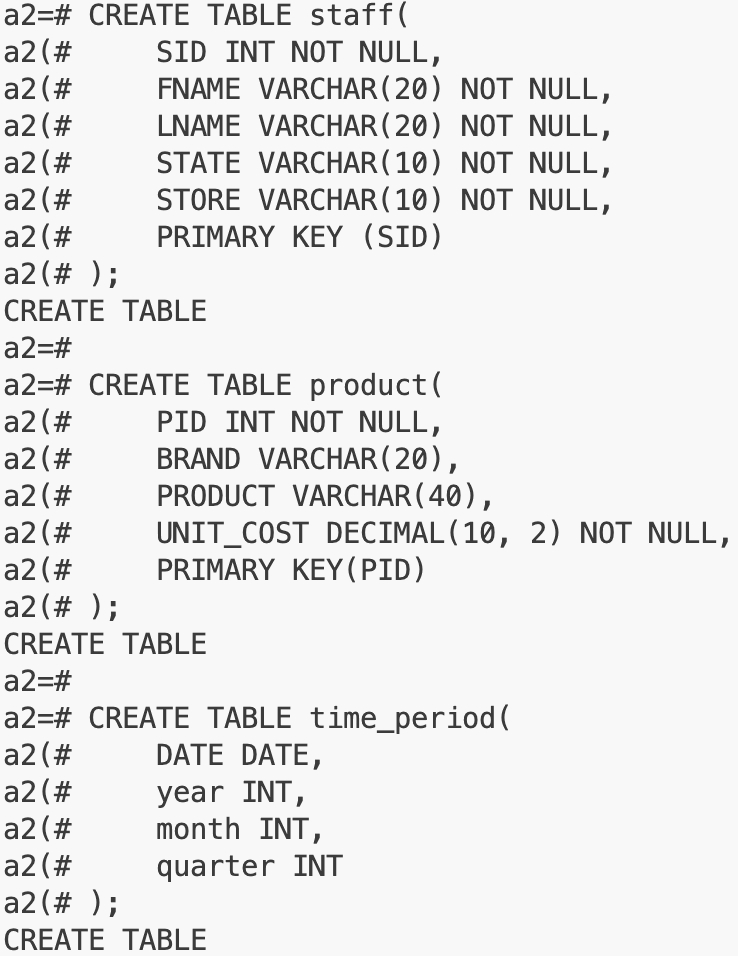 a2=# CREATE TABLE staff(
a2(#     SID INT NOT NULL,
a2(#     FNAME VARCHAR(20) NOT NULL,
a2(#     LNAME VARCHAR(20) NOT NULL,
a2(#     STATE VARCHAR(10) NOT NULL,
a2(#     STORE VARCHAR(10) NOT NULL,
a2(#     PRIMARY KEY (SID)
a2(# );
CREATE TABLE
a2=#
a2=# CREATE TABLE product(
a2(#     PID INT NOT NULL,
a2(#     BRAND VARCHAR(20),
a2(#     PRODUCT VARCHAR(40),
a2(#     UNIT_COST DECIMAL(10, 2) NOT NULL,
a2(#     PRIMARY KEY(PID)
a2(# );
CREATE TABLE
a2=#
a2=# CREATE TABLE time_period(
a2(#     DATE DATE,
a2(#     year INT,
a2(#     month INT,
a2(#     quarter INT
a2(# );
CREATE TABLE